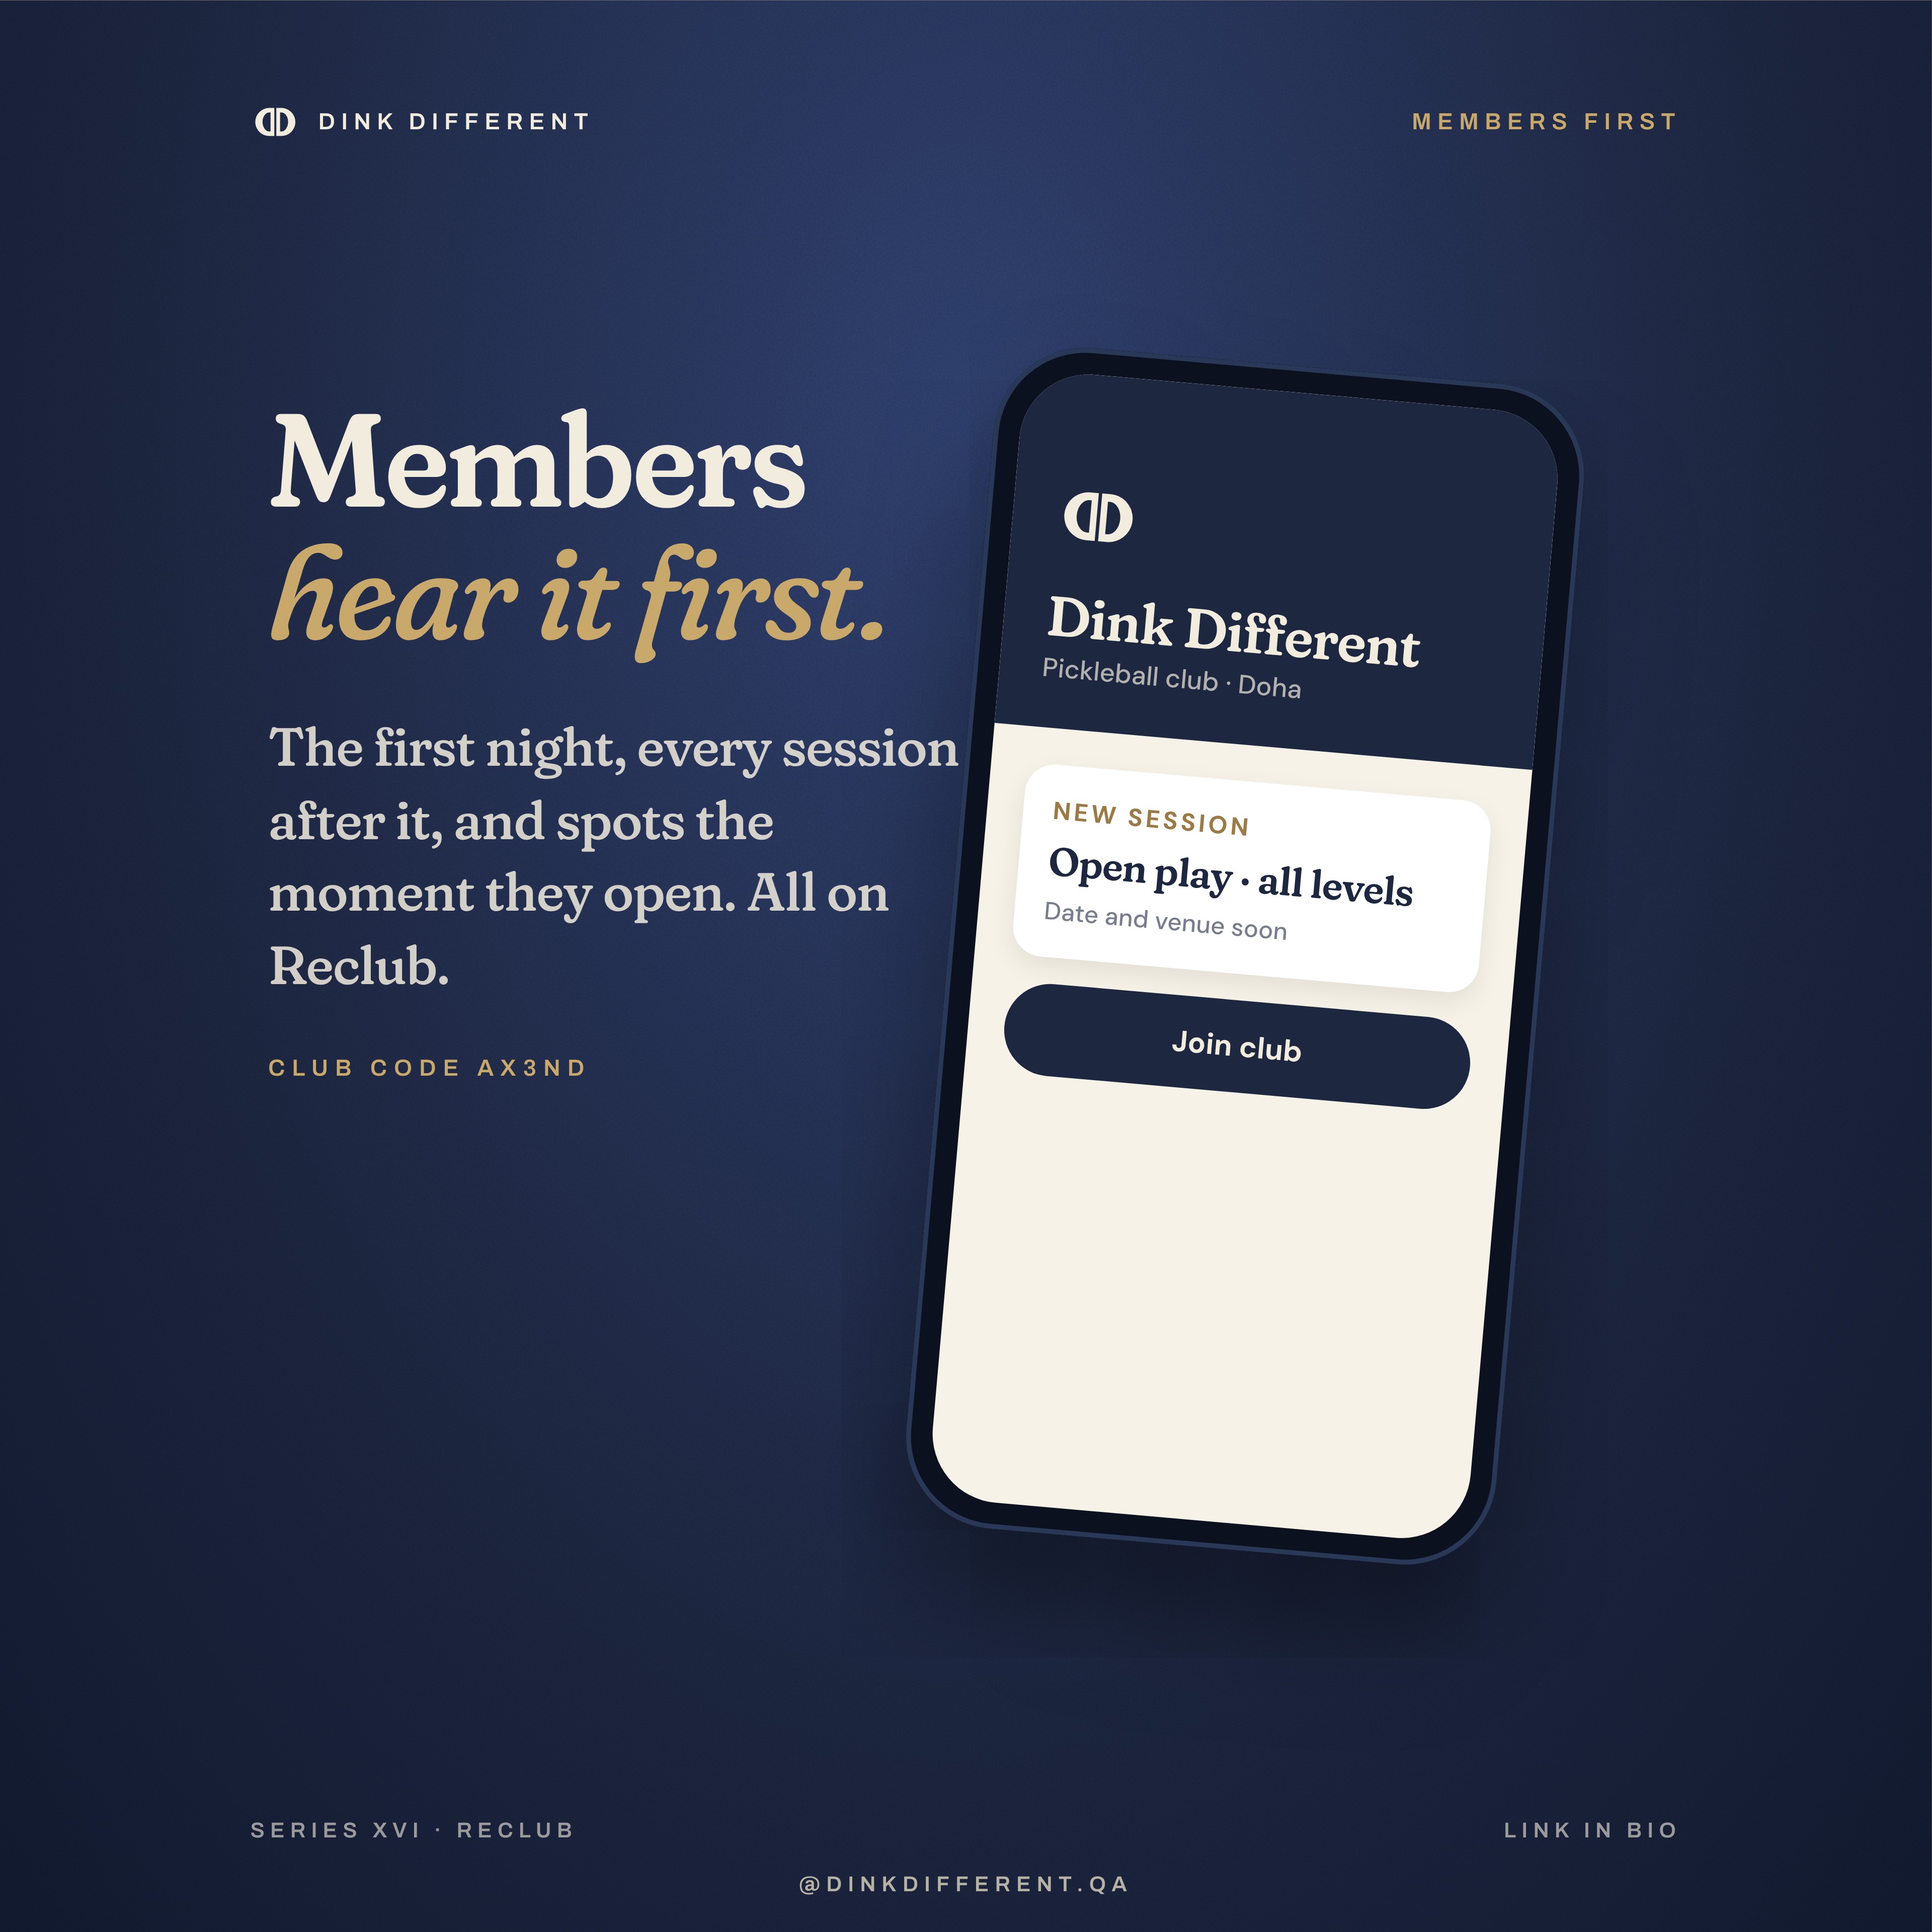 DINK DIFFERENT
MEMBERS FIRST
Members
hear it first.
The first night, every session
after it, and spots the
moment they open. All on
Reclub.
CLUB CODE AX3ND
Dink Different
Pickleball club · Doha
NEW SESSION
Open play · all levels
Date and venue soon
Join club
SERIES XVI · RECLUB
LINK IN BIO
@DINKDIFFERENT.QA